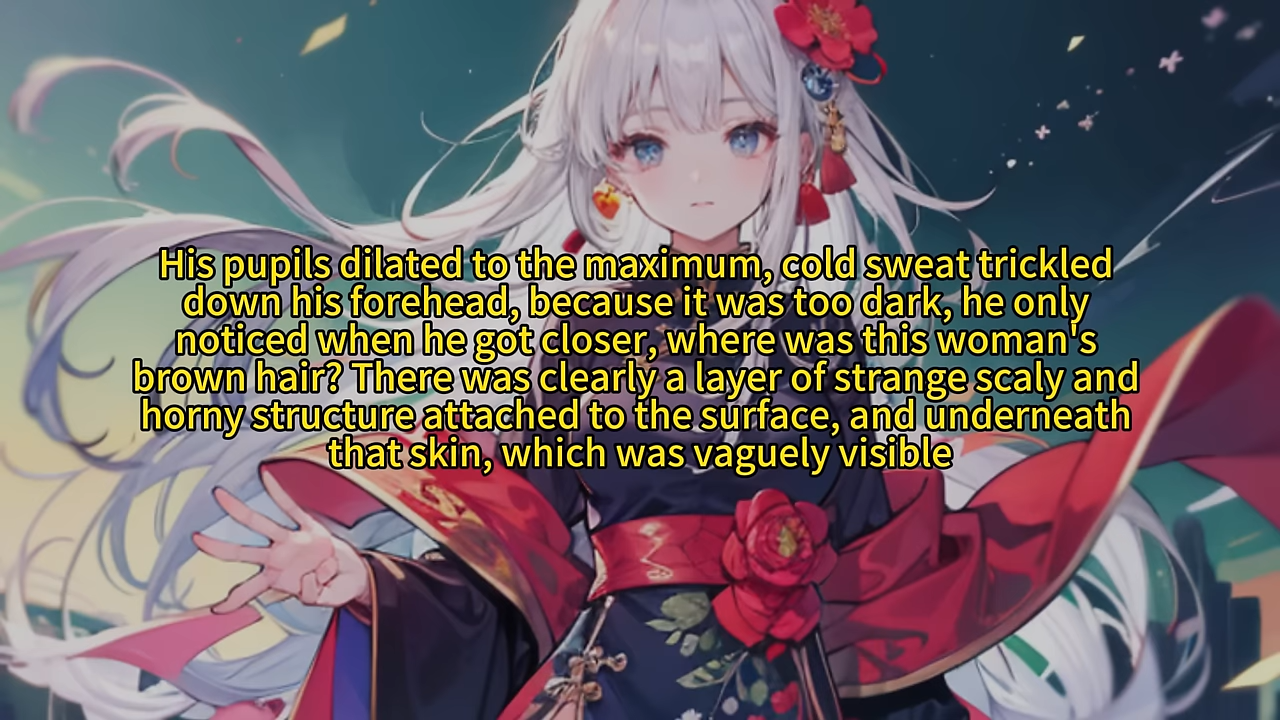 His pupils dilated to the maximum, cold sweat trickled
down his forehead, because it was too dark, he only
noticed when he got closer, where was this woman's
brown hair? There was clearly a layer of strange scaly and
horny structure attached to the surface, and underneath
that skin, which was vaguely visible